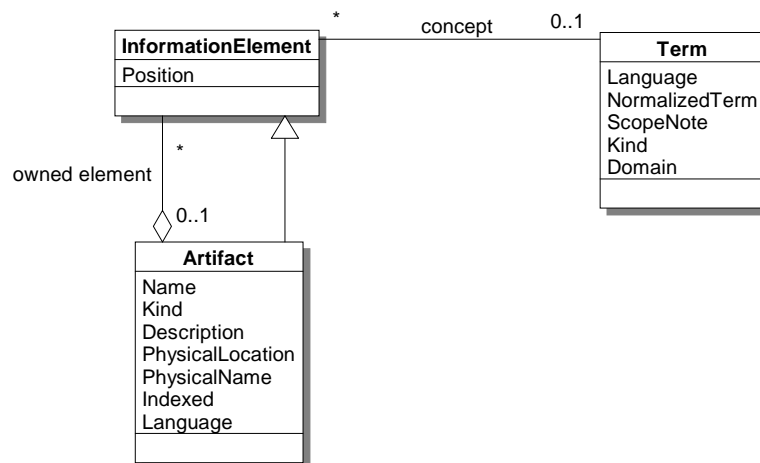 *
concept
0..1
InformationElement
Position
Term
Language
NormalizedTerm
ScopeNote
Kind
Domain
*
owned element
0..1
Artifact
Name
Kind
Description
PhysicalLocation
PhysicalName
Indexed
Language